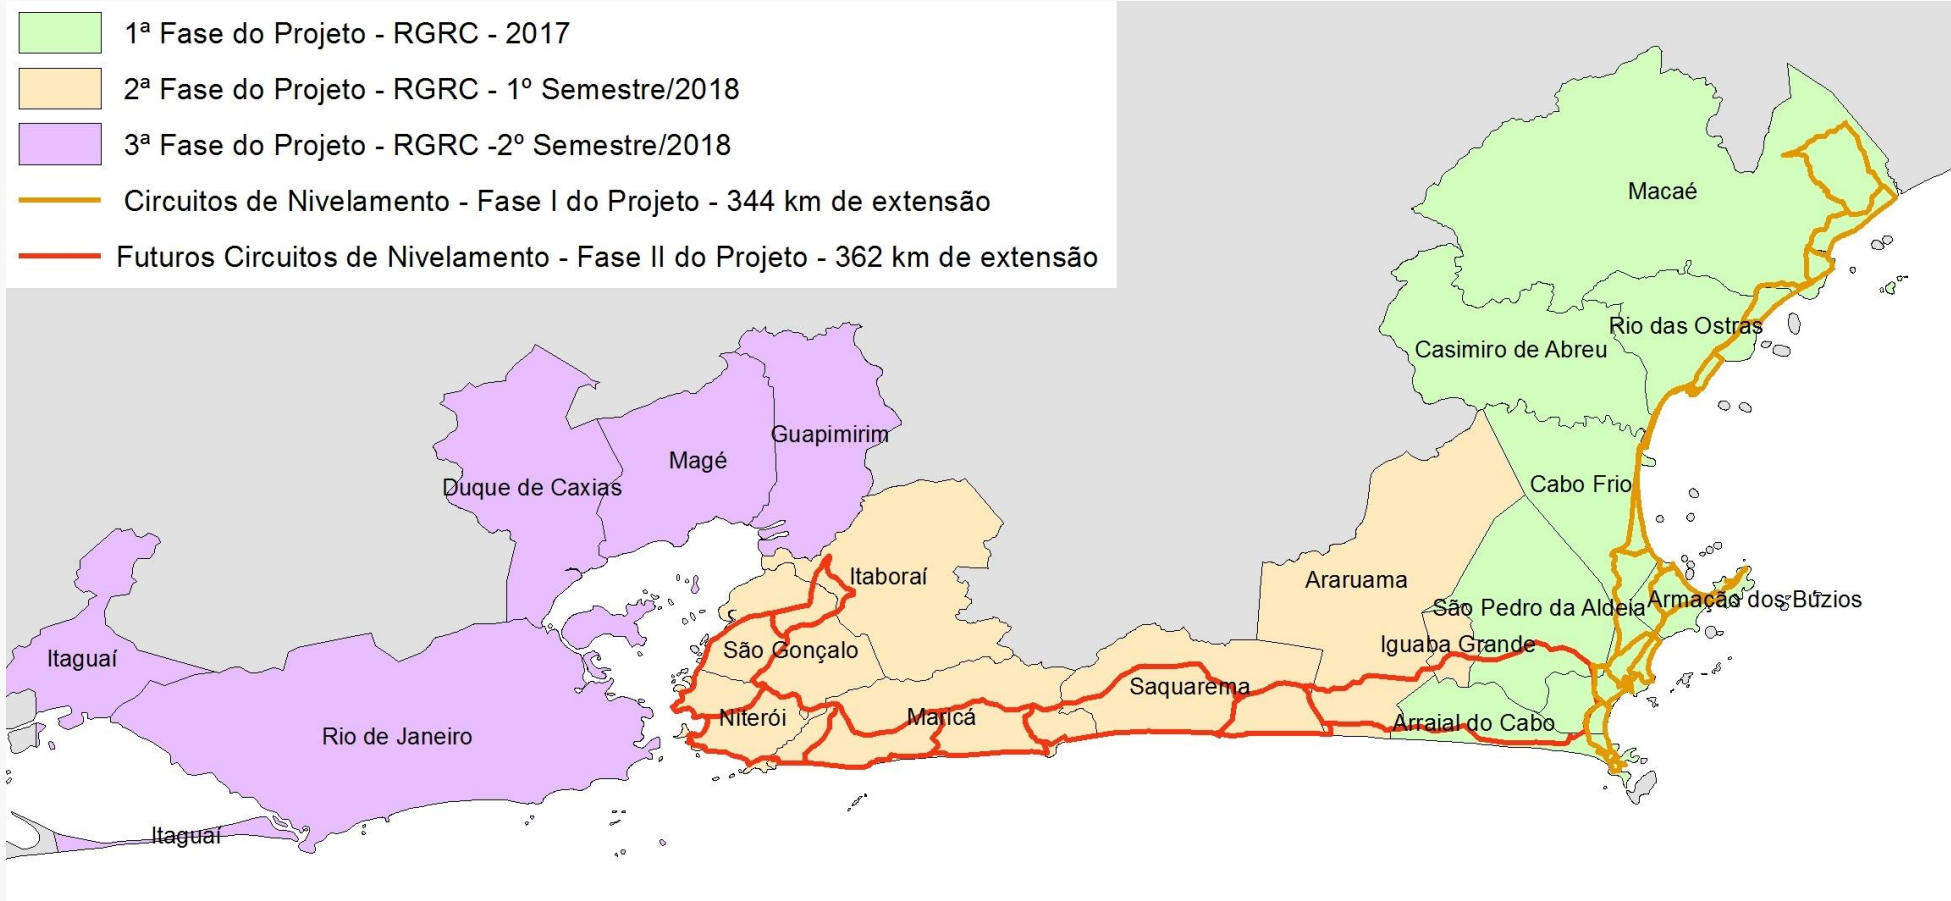 1ª Fase do Projeto - RGRC - 2017
2ª Fase do Projeto - RGRC - 1º Semestre/2018
3ª Fase do Projeto - RGRC -2º Semestre/2018
Circuitos de Nivelamento - Fase I do Projeto - 344 km de extensão
Futuros Circuitos de Nivelamento - Fase II do Projeto - 362 km de extensão
Macaé
Rio das Ostras
Casimiro de Abreu
Guapimirim
Magé
Duque de Caxias
Cabo Frio
Itaboraí
Araruama
São Pedro da Aldeia
Armação dos Búzios
Iguaba Grande
São Gonçalo
Itaguaí
Saquarema
Niterói
Maricá
Arraial do Cabo
Rio de Janeiro
Itaguaí